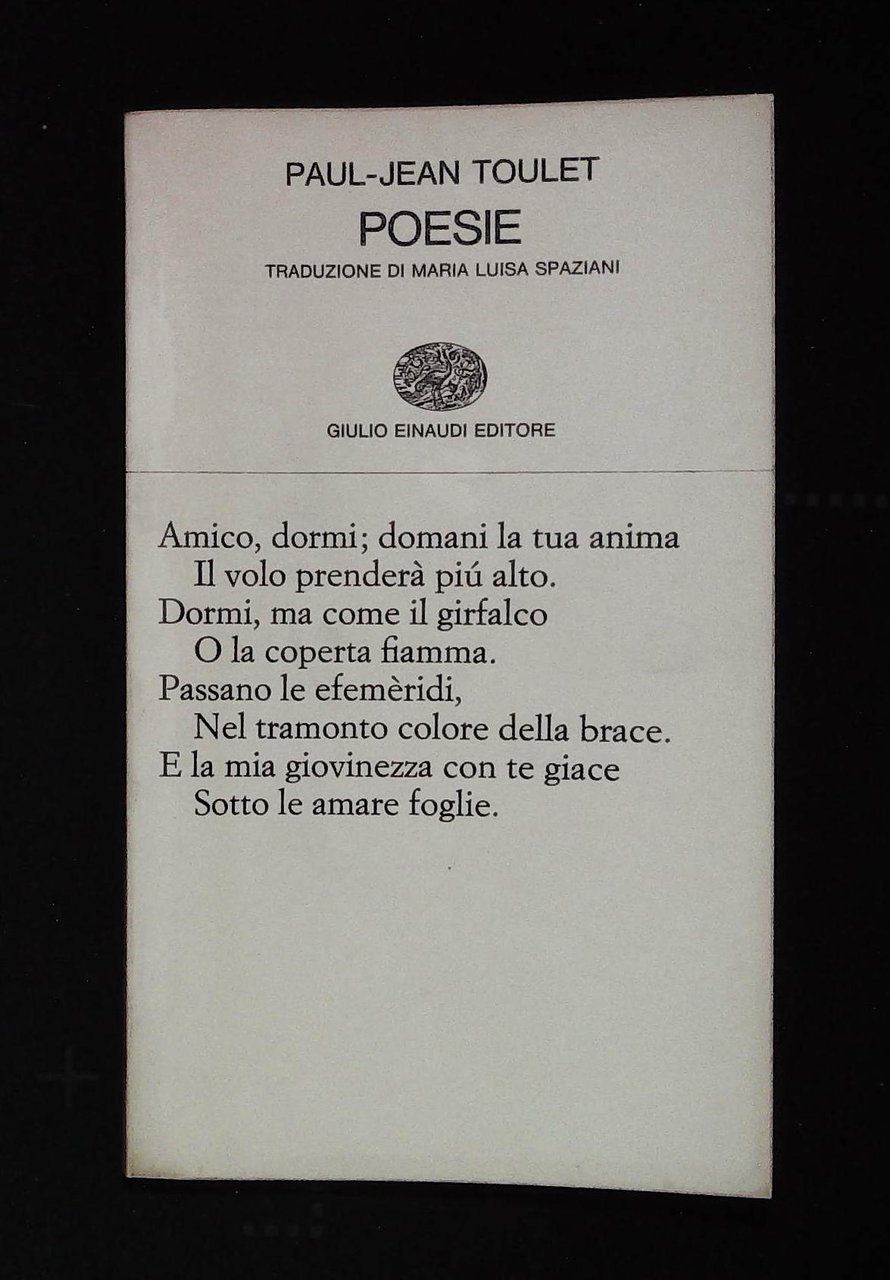 PAUL-JEAN TOULET
POESIE
TRADUZIONE DI MARIA LUISA SPAZIANI
GIULIO EINAUDI EDITORE
Amico, dormi; domani la tua anima
Il volo prenderà piú alto.
Dormi, ma come il girfalco
O la coperta fiamma.
Passano le efemèridi,
Nel tramonto colore della brace.
E la mia giovinezza con te giace
Sotto le amare foglie.